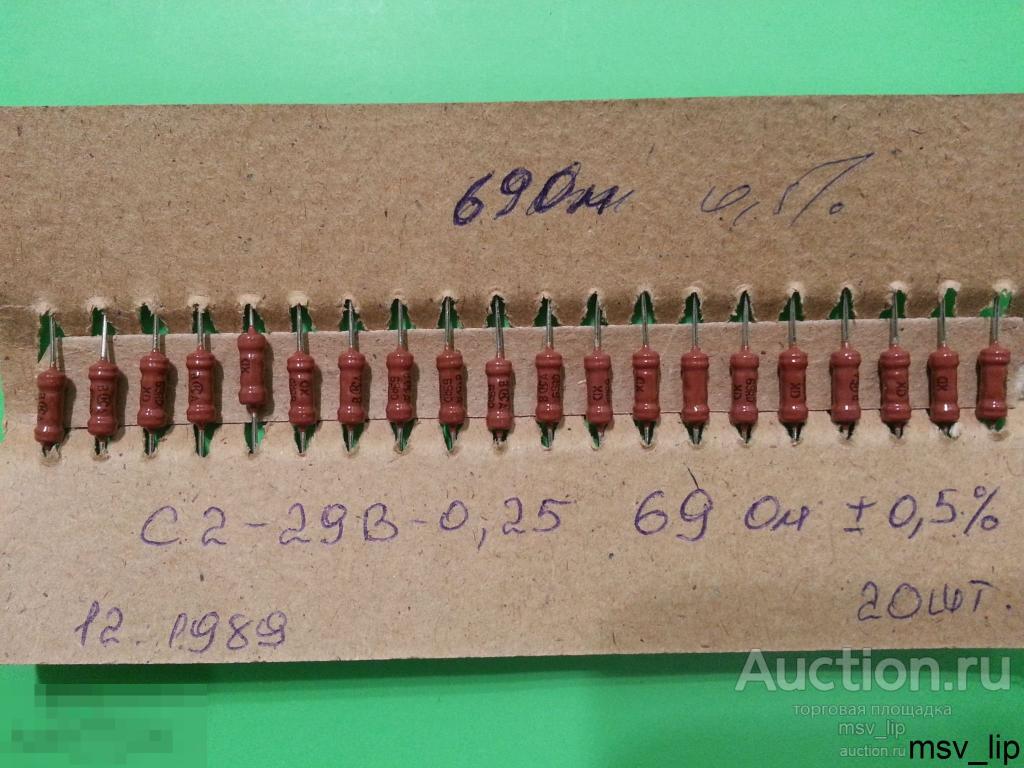 69 Ом 0,5%
С2-29В-0,25 69 Ом ±0,5%
20шт.
12. 1989
Auction.ru
торговая площадка
msv_lip
auction.ru
msv_lip